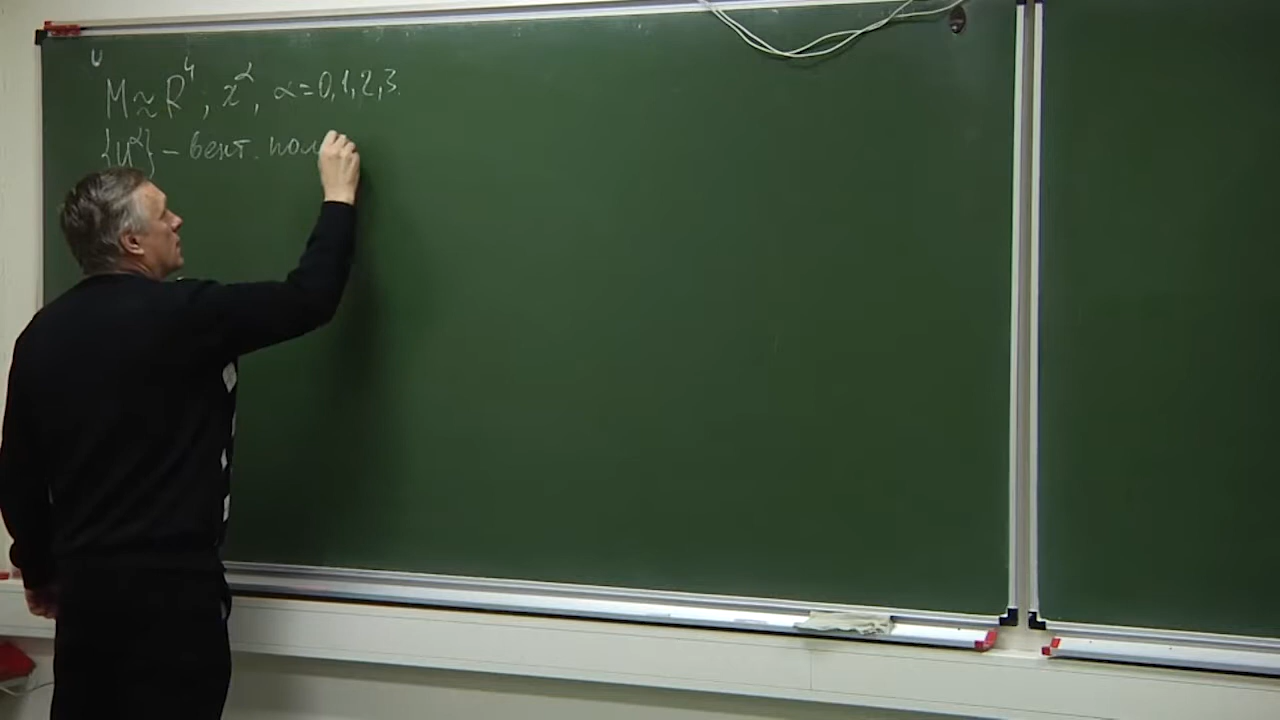 M ≈ R⁴; x^α, α = 0,1,2,3.
{u^α} – вект. пол